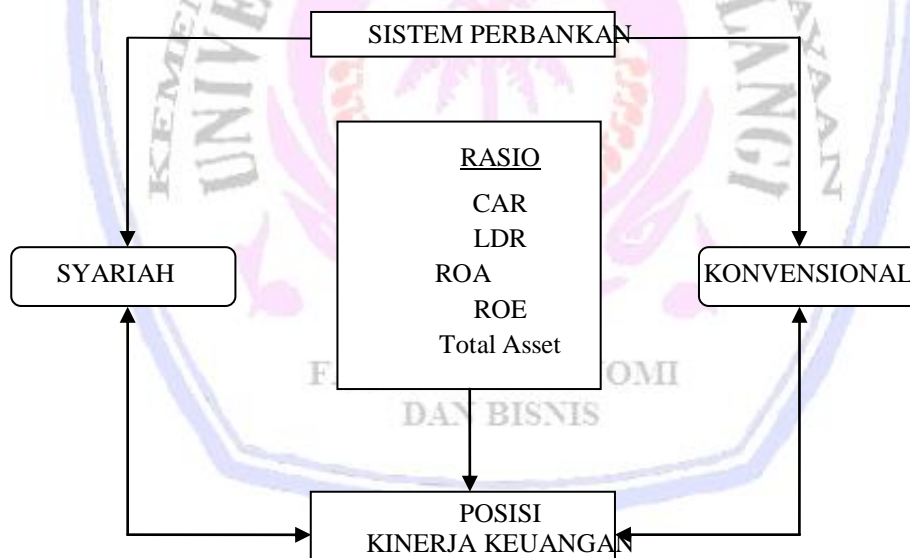 SISTEM PERBANKAN
RASIO
CAR
LDR
ROA
ROE
Total Asset
SYARIAH
KONVENSIONAL
DAN BISNIS
POSISI
KINERJA KEUANGAN